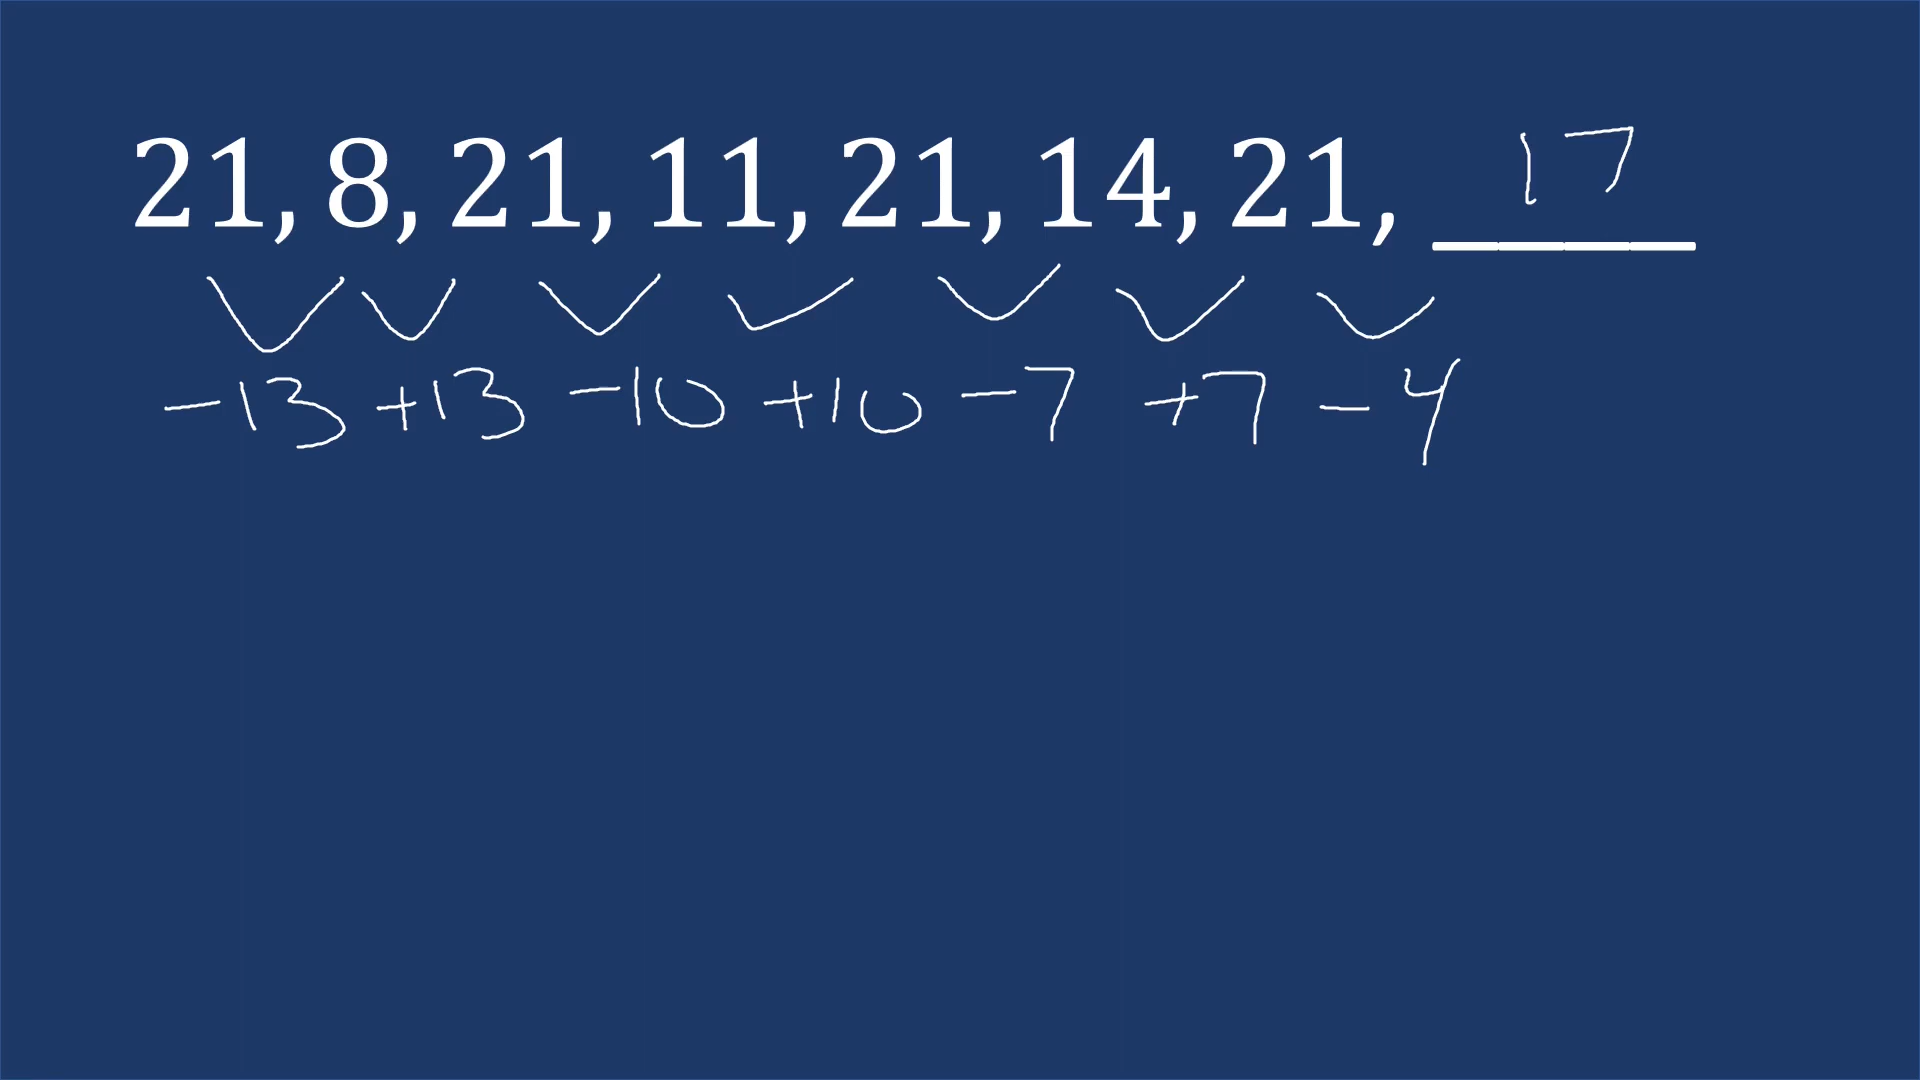 21, 8, 21, 11, 21, 14, 21, 17
-13 +13 -10 +10 -7 +7 -4